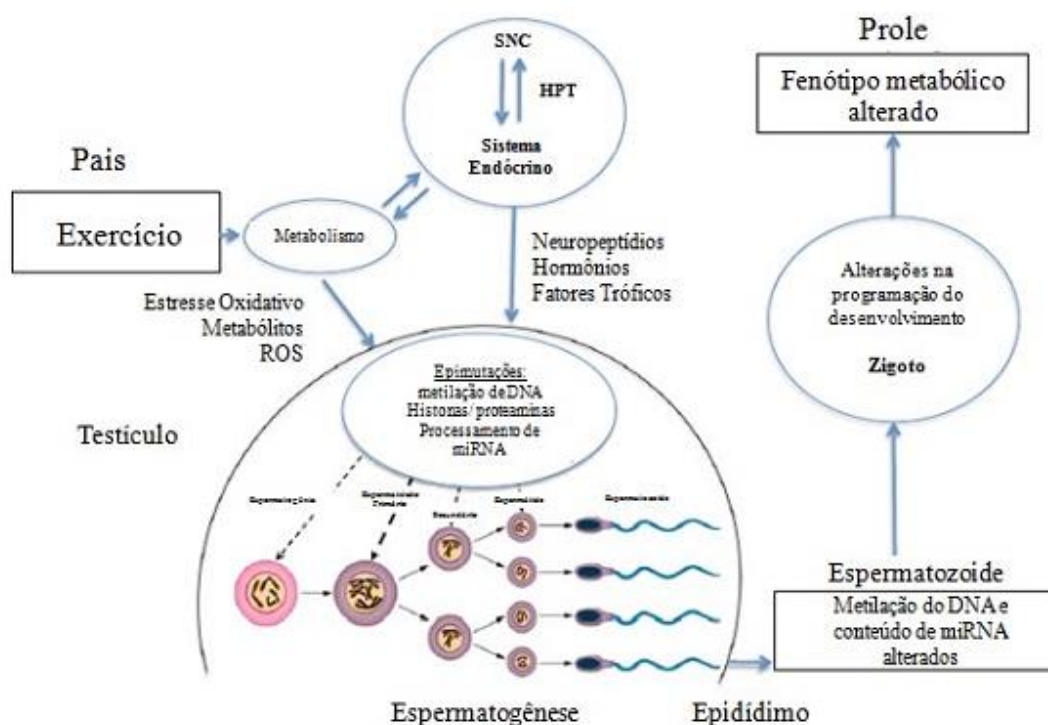 SNC
HPT
Sistema
Endócrino
Pais
Exercício
Metabolismo
Neuropeptídios
Hormônios
Fatores Tróficos
Estresse Oxidativo
Metabólitos
ROS
Testículo
Epimutações:
metilação de DNA
Histonas/ proteaminas
Processamento de
miRNA
Espermatogênese
Epidídimo
Prole
Fenótipo metabólico
alterado
Alterações na
programação do
desenvolvimento
Zigoto
Espermatozoide
Metilação do DNA e
conteúdo de miRNA
alterados